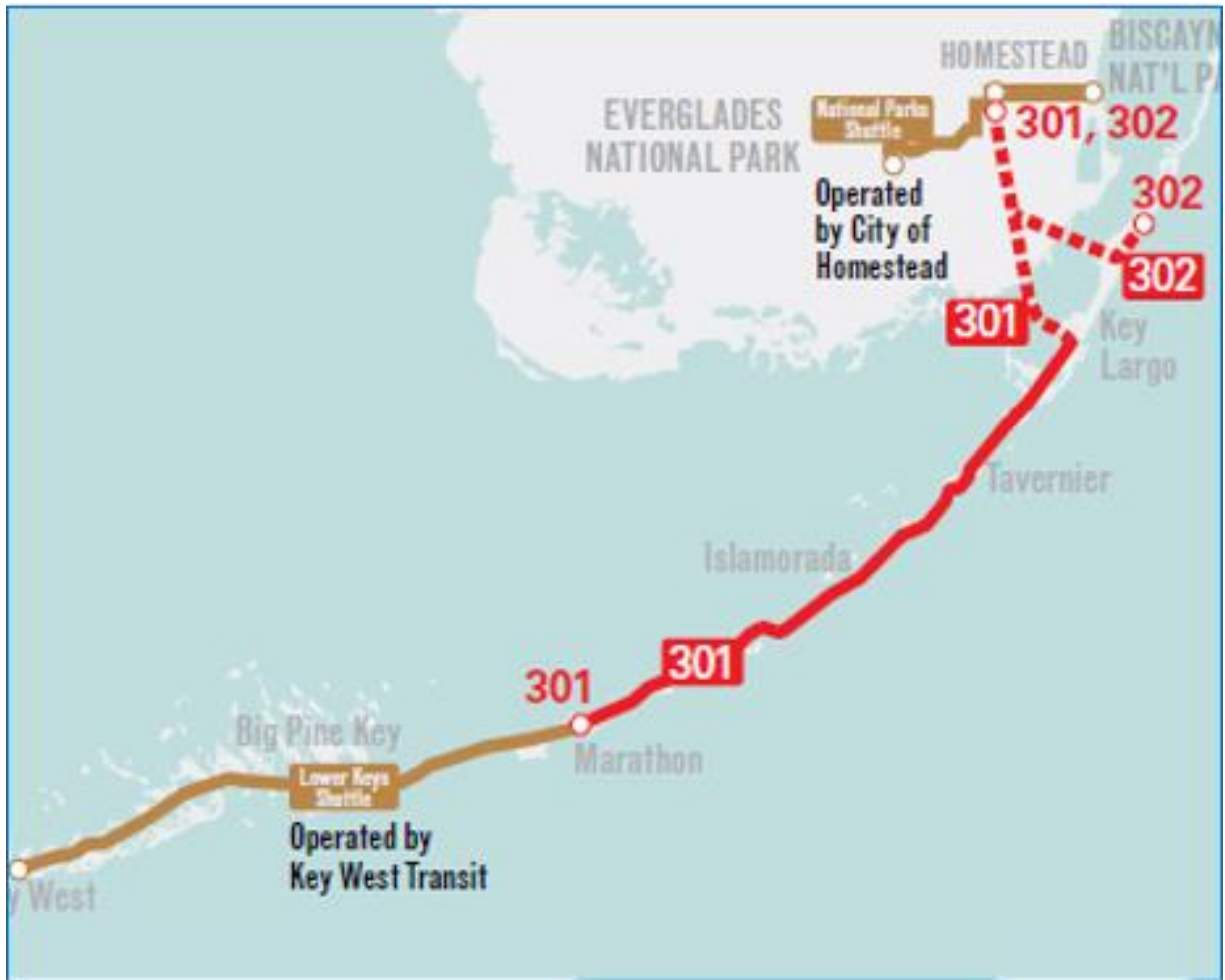 HOMESTEAD
BISCAYN
NAT'L PA
EVERGLADES
NATIONAL PARK
National Parks
Shuttle
301, 302
Operated
by City of
Homestead
302
302
301
Key
Largo
Tavernier
Islamorada
301
301
Big Pine Key
Marathon
Lower Keys
Shuttle
Operated by
Key West Transit
y West